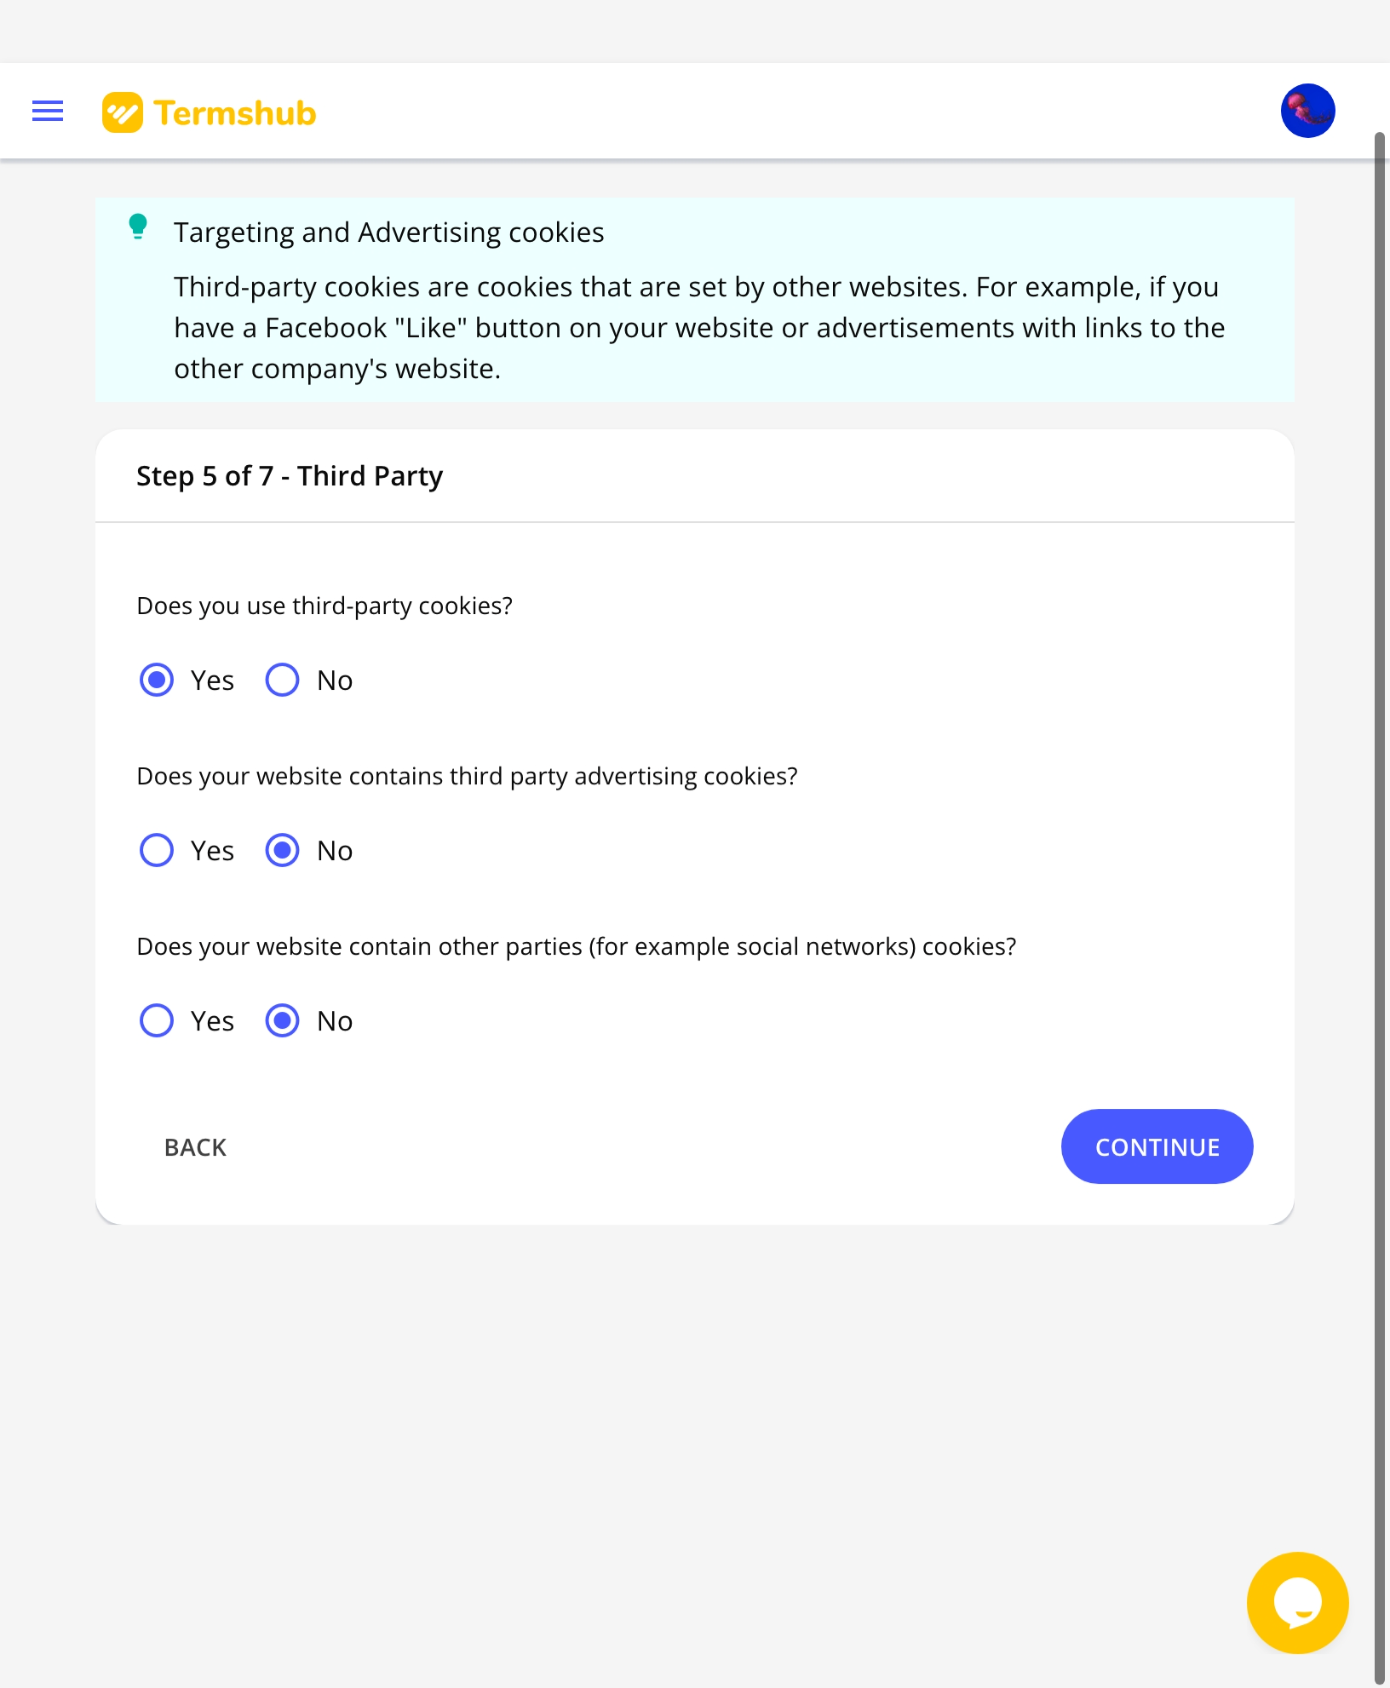 Termshub
Targeting and Advertising cookies
Third-party cookies are cookies that are set by other websites. For example, if you
have a Facebook "Like" button on your website or advertisements with links to the
other company's website.
Step 5 of 7 - Third Party
Does you use third-party cookies?
Yes No
Does your website contains third party advertising cookies?
Yes No
Does your website contain other parties (for example social networks) cookies?
Yes No
BACK CONTINUE